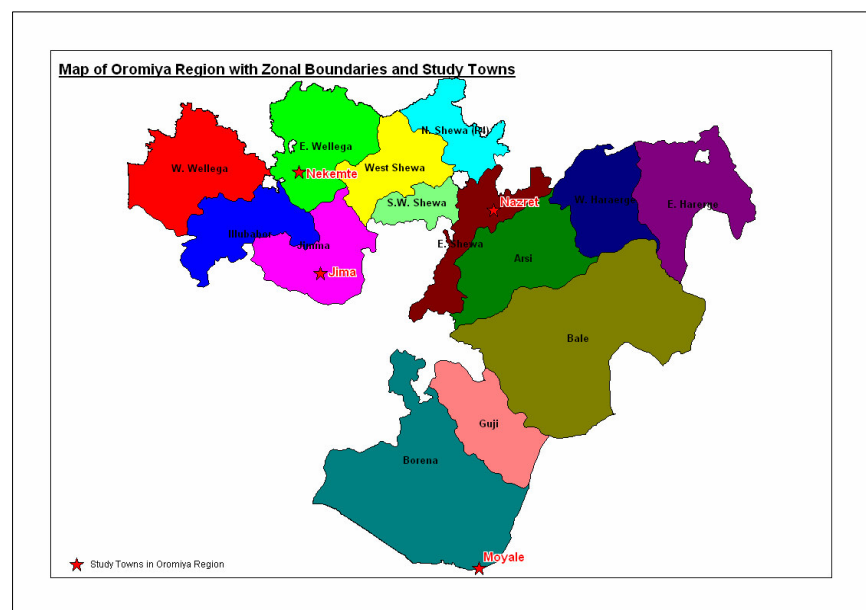 Map of Oromiya Region with Zonal Boundaries and Study Towns
N. Shewa (R4)
E. Wellega
W. Wellega
West Shewa
Nekemte
S.W. Shewa
Nazret
W. Hararge
E. Harerge
Illubabor
Jimma
E. Shewa
Arsi
Jima
Bale
Guji
Borena
Moyale
Study Towns in Oromiya Region